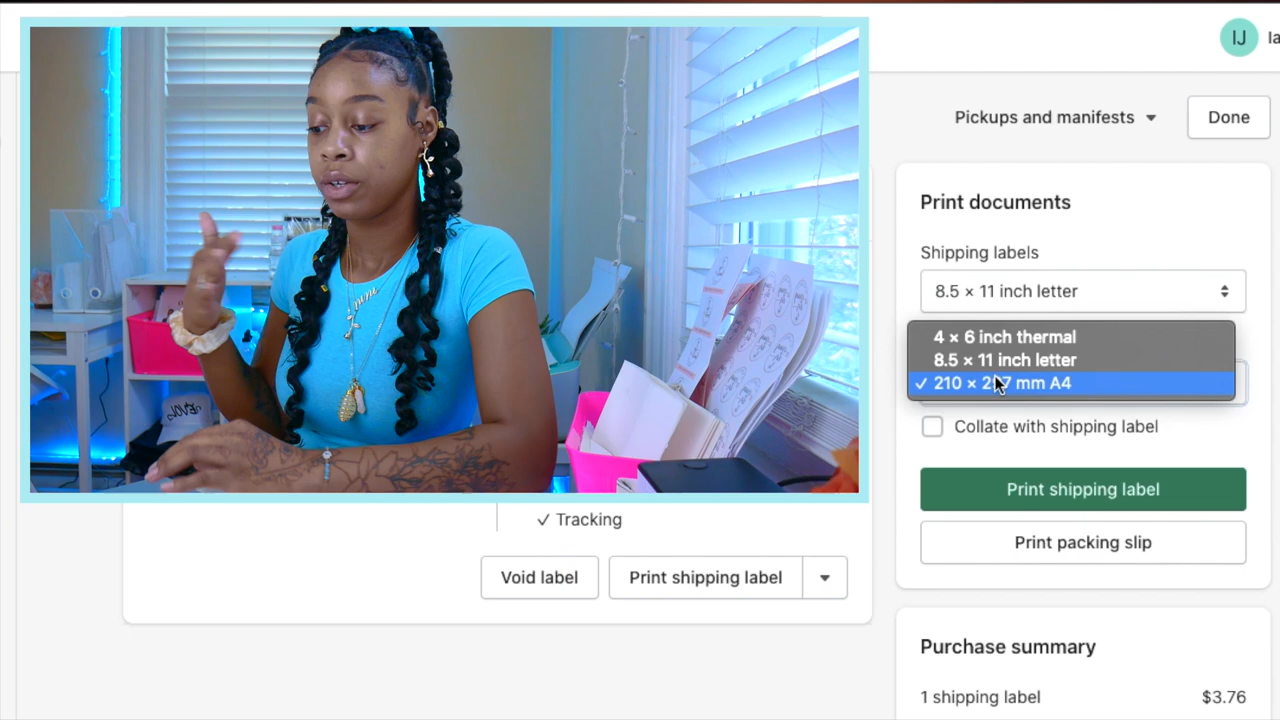 IJ
Pickups and manifests
Done
Print documents
Shipping labels
8.5 × 11 inch letter
4 × 6 inch thermal
8.5 × 11 inch letter
✓ 210 × 297 mm A4
Collate with shipping label
Print shipping label
Print packing slip
✓ Tracking
Void label
Print shipping label
Purchase summary
1 shipping label
$3.76